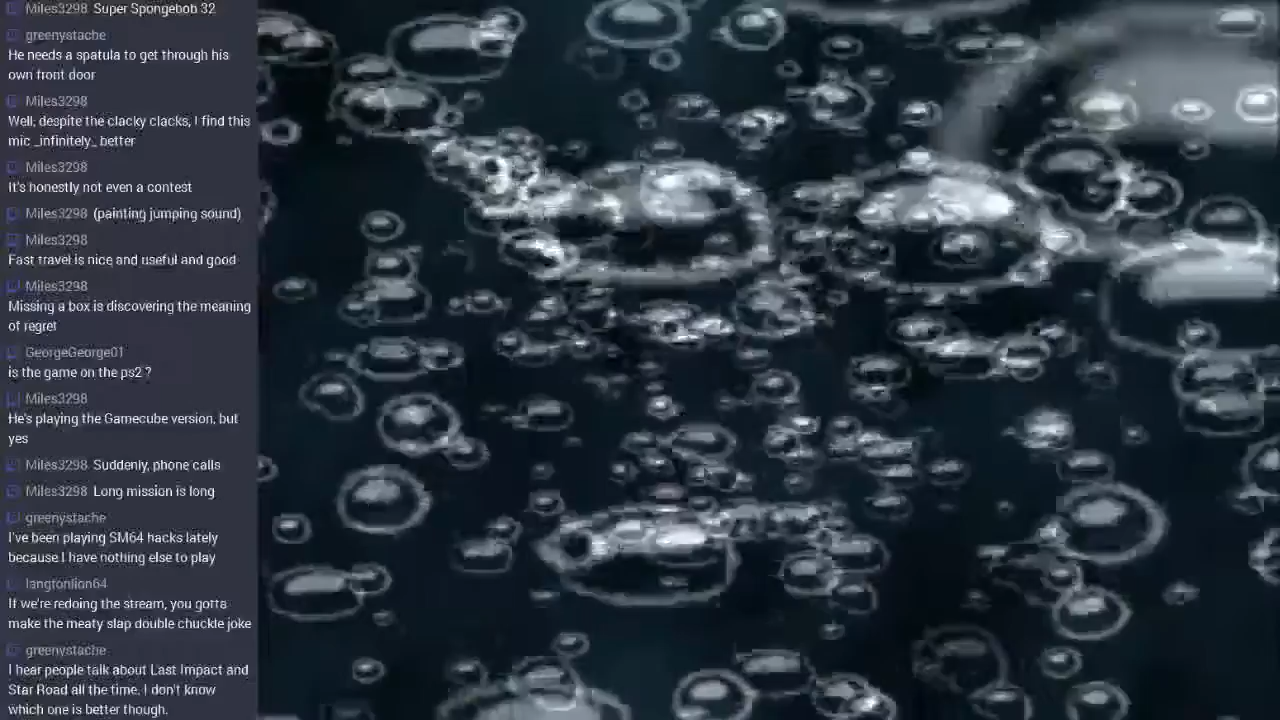 Miles3298 Super Spongebob 32
greenystache
He needs a spatula to get through his
own front door
Miles3298
Well, despite the clacky clacks, I find this
mic _infinitely_ better
Miles3298
It's honestly not even a contest
Miles3298 (painting jumping sound)
Miles3298
Fast travel is nice and useful and good
Miles3298
Missing a box is discovering the meaning
of regret
GeorgeGeorge01
is the game on the ps2 ?
Miles3298
He's playing the Gamecube version, but
yes
Miles3298 Suddenly, phone calls
Miles3298 Long mission is long
greenystache
I've been playing SM64 hacks lately
because I have nothing else to play
langtonlion64
If we're redoing the stream, you gotta
make the meaty slap double chuckle joke
greenystache
I hear people talk about Last Impact and
Star Road all the time. I don't know
which one is better though.